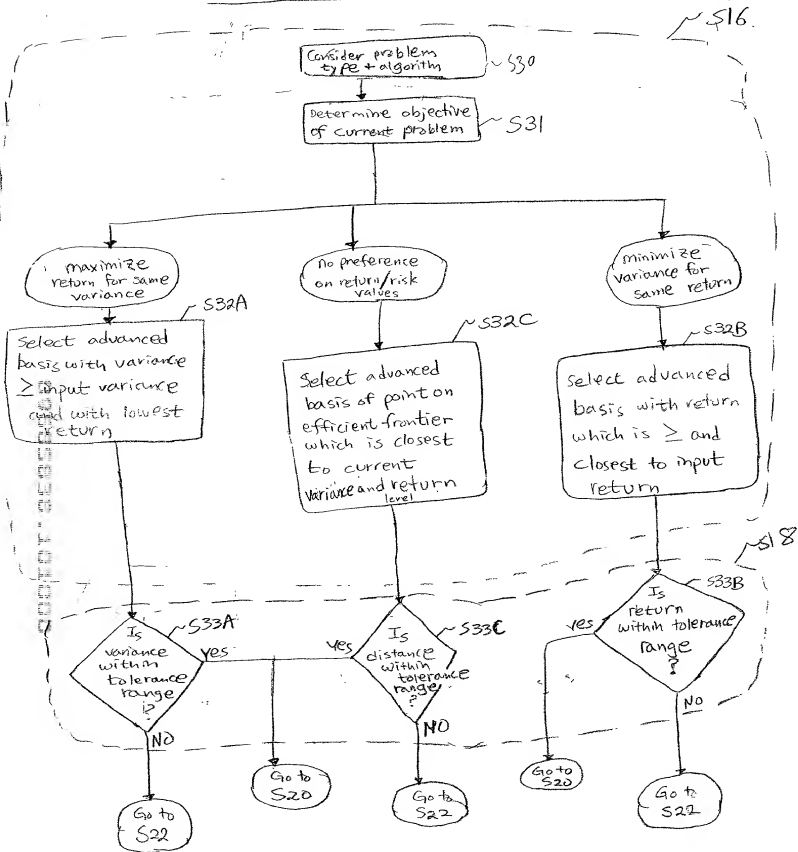 S16.
Consider problem
type + algorithm
S30
Determine objective
of current problem
S31
maximize
return for same
variance
No preference
on return/risk
values
minimize
variance for
same return
S32A
Select advanced
basis with variance
≥ input variance
and with lowest
return
S32C
Select advanced
basis of point on
efficient frontier
which is closest
to current
variance and return
level
S32B
Select advanced
basis with return
which is ≥ and
closest to input
return
S18
S33A
Is
variance
within
tolerance
range
?
yes
NO
S33C
Is
distance
within
tolerance
range
?
yes
NO
S33B
Is
return
within tolerance
range
?
yes
NO
Go to
S22
Go to
S20
Go to
S22
Go to
S20
Go to
S22